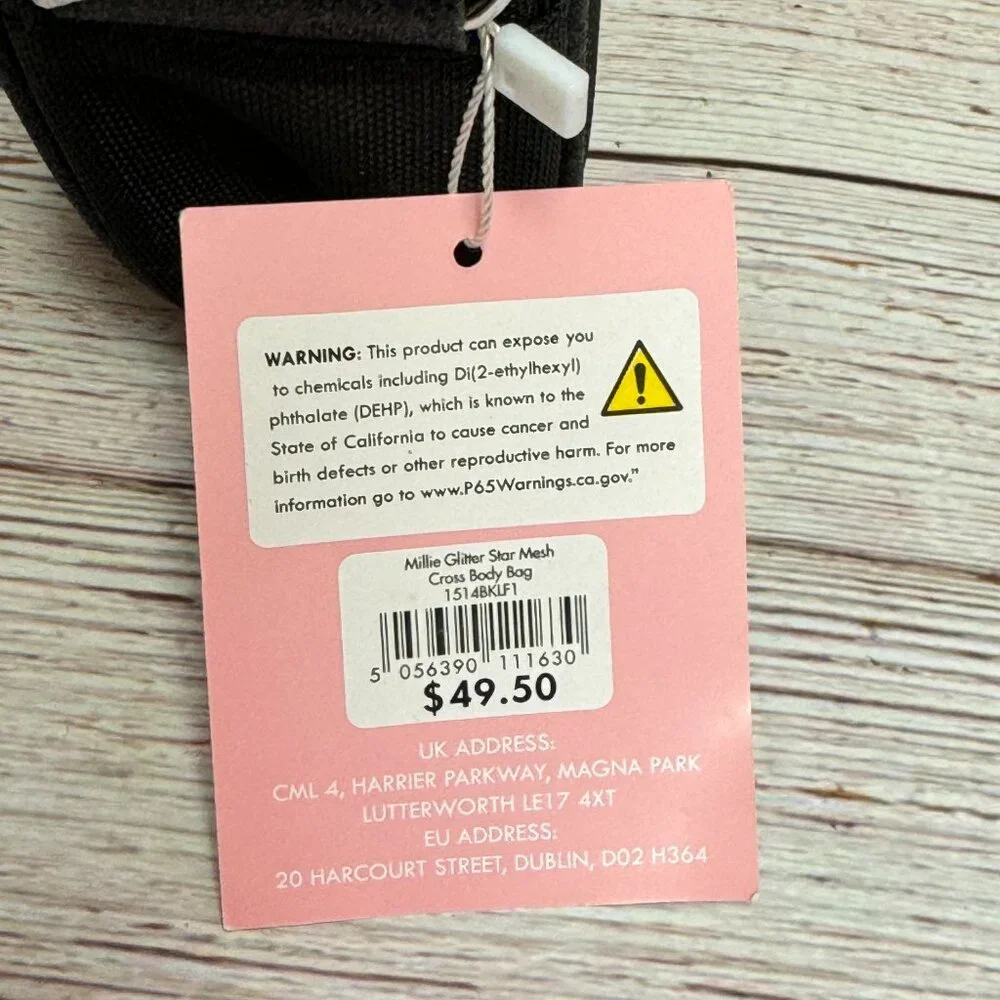 WARNING: This product can expose you
to chemicals including Di(2-ethylhexyl)
phthalate (DEHP), which is known to the
State of California to cause cancer and
birth defects or other reproductive harm. For more
information go to www.P65Warnings.ca.gov."
Millie Glitter Star Mesh
Cross Body Bag
1514BKLF1
5 056390 111630
$49.50
UK ADDRESS:
CML 4, HARRIER PARKWAY, MAGNA PARK
LUTTERWORTH LE17 4XT
EU ADDRESS:
20 HARCOURT STREET, DUBLIN, D02 H364